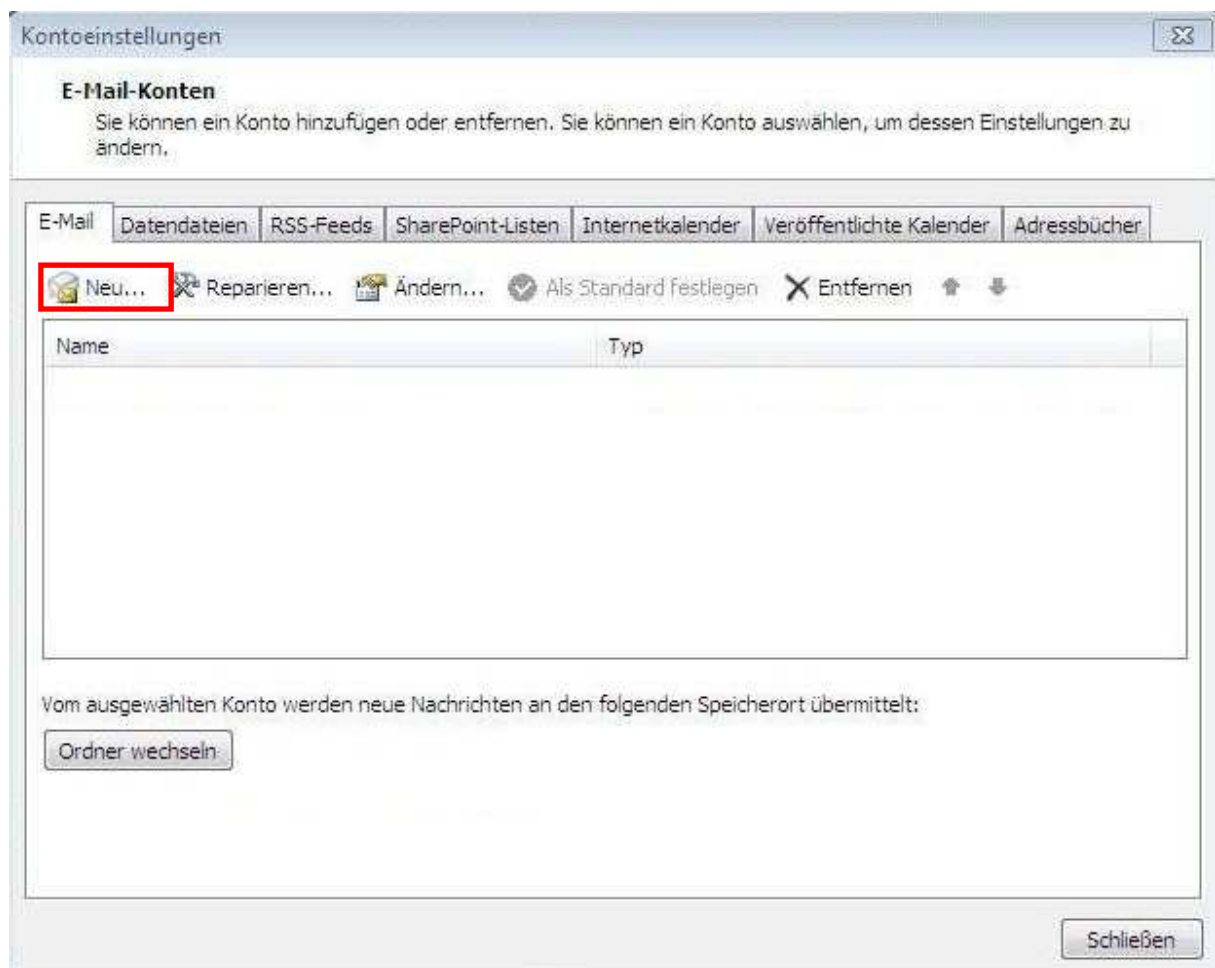 Kontoeinstellungen
E-Mail-Konten
Sie können ein Konto hinzufügen oder entfernen. Sie können ein Konto auswählen, um dessen Einstellungen zu
ändern.
E-Mail Datendateien RSS-Feeds SharePoint-Listen Internetkalender Veröffentlichte Kalender Adressbücher
Neu... Reparieren... Ändern... Als Standard festlegen Entfernen
Name Typ
Vom ausgewählten Konto werden neue Nachrichten an den folgenden Speicherort übermittelt:
Ordner wechseln
Schließen